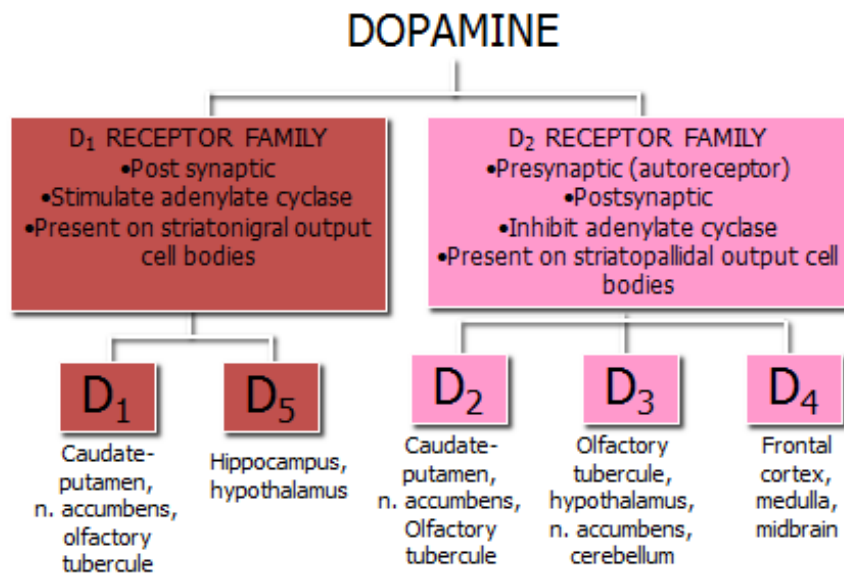 DOPAMINE
D₁ RECEPTOR FAMILY
•Post synaptic
•Stimulate adenylate cyclase
•Present on striatonigral output
cell bodies
D₂ RECEPTOR FAMILY
•Presynaptic (autoreceptor)
•Postsynaptic
•Inhibit adenylate cyclase
•Present on striatopallidal output cell
bodies
D₁
Caudate-
putamen,
n. accumbens,
olfactory
tubercule
D₅
Hippocampus,
hypothalamus
D₂
Caudate-
putamen,
n. accumbens,
Olfactory
tubercule
D₃
Olfactory
tubercule,
hypothalamus,
n. accumbens,
cerebellum
D₄
Frontal
cortex,
medulla,
midbrain